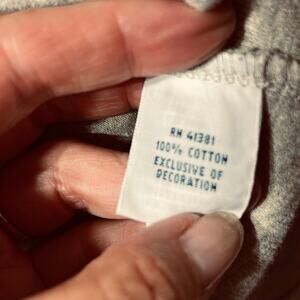 RN 41381
100% COTTON
EXCLUSIVE OF
DECORATION